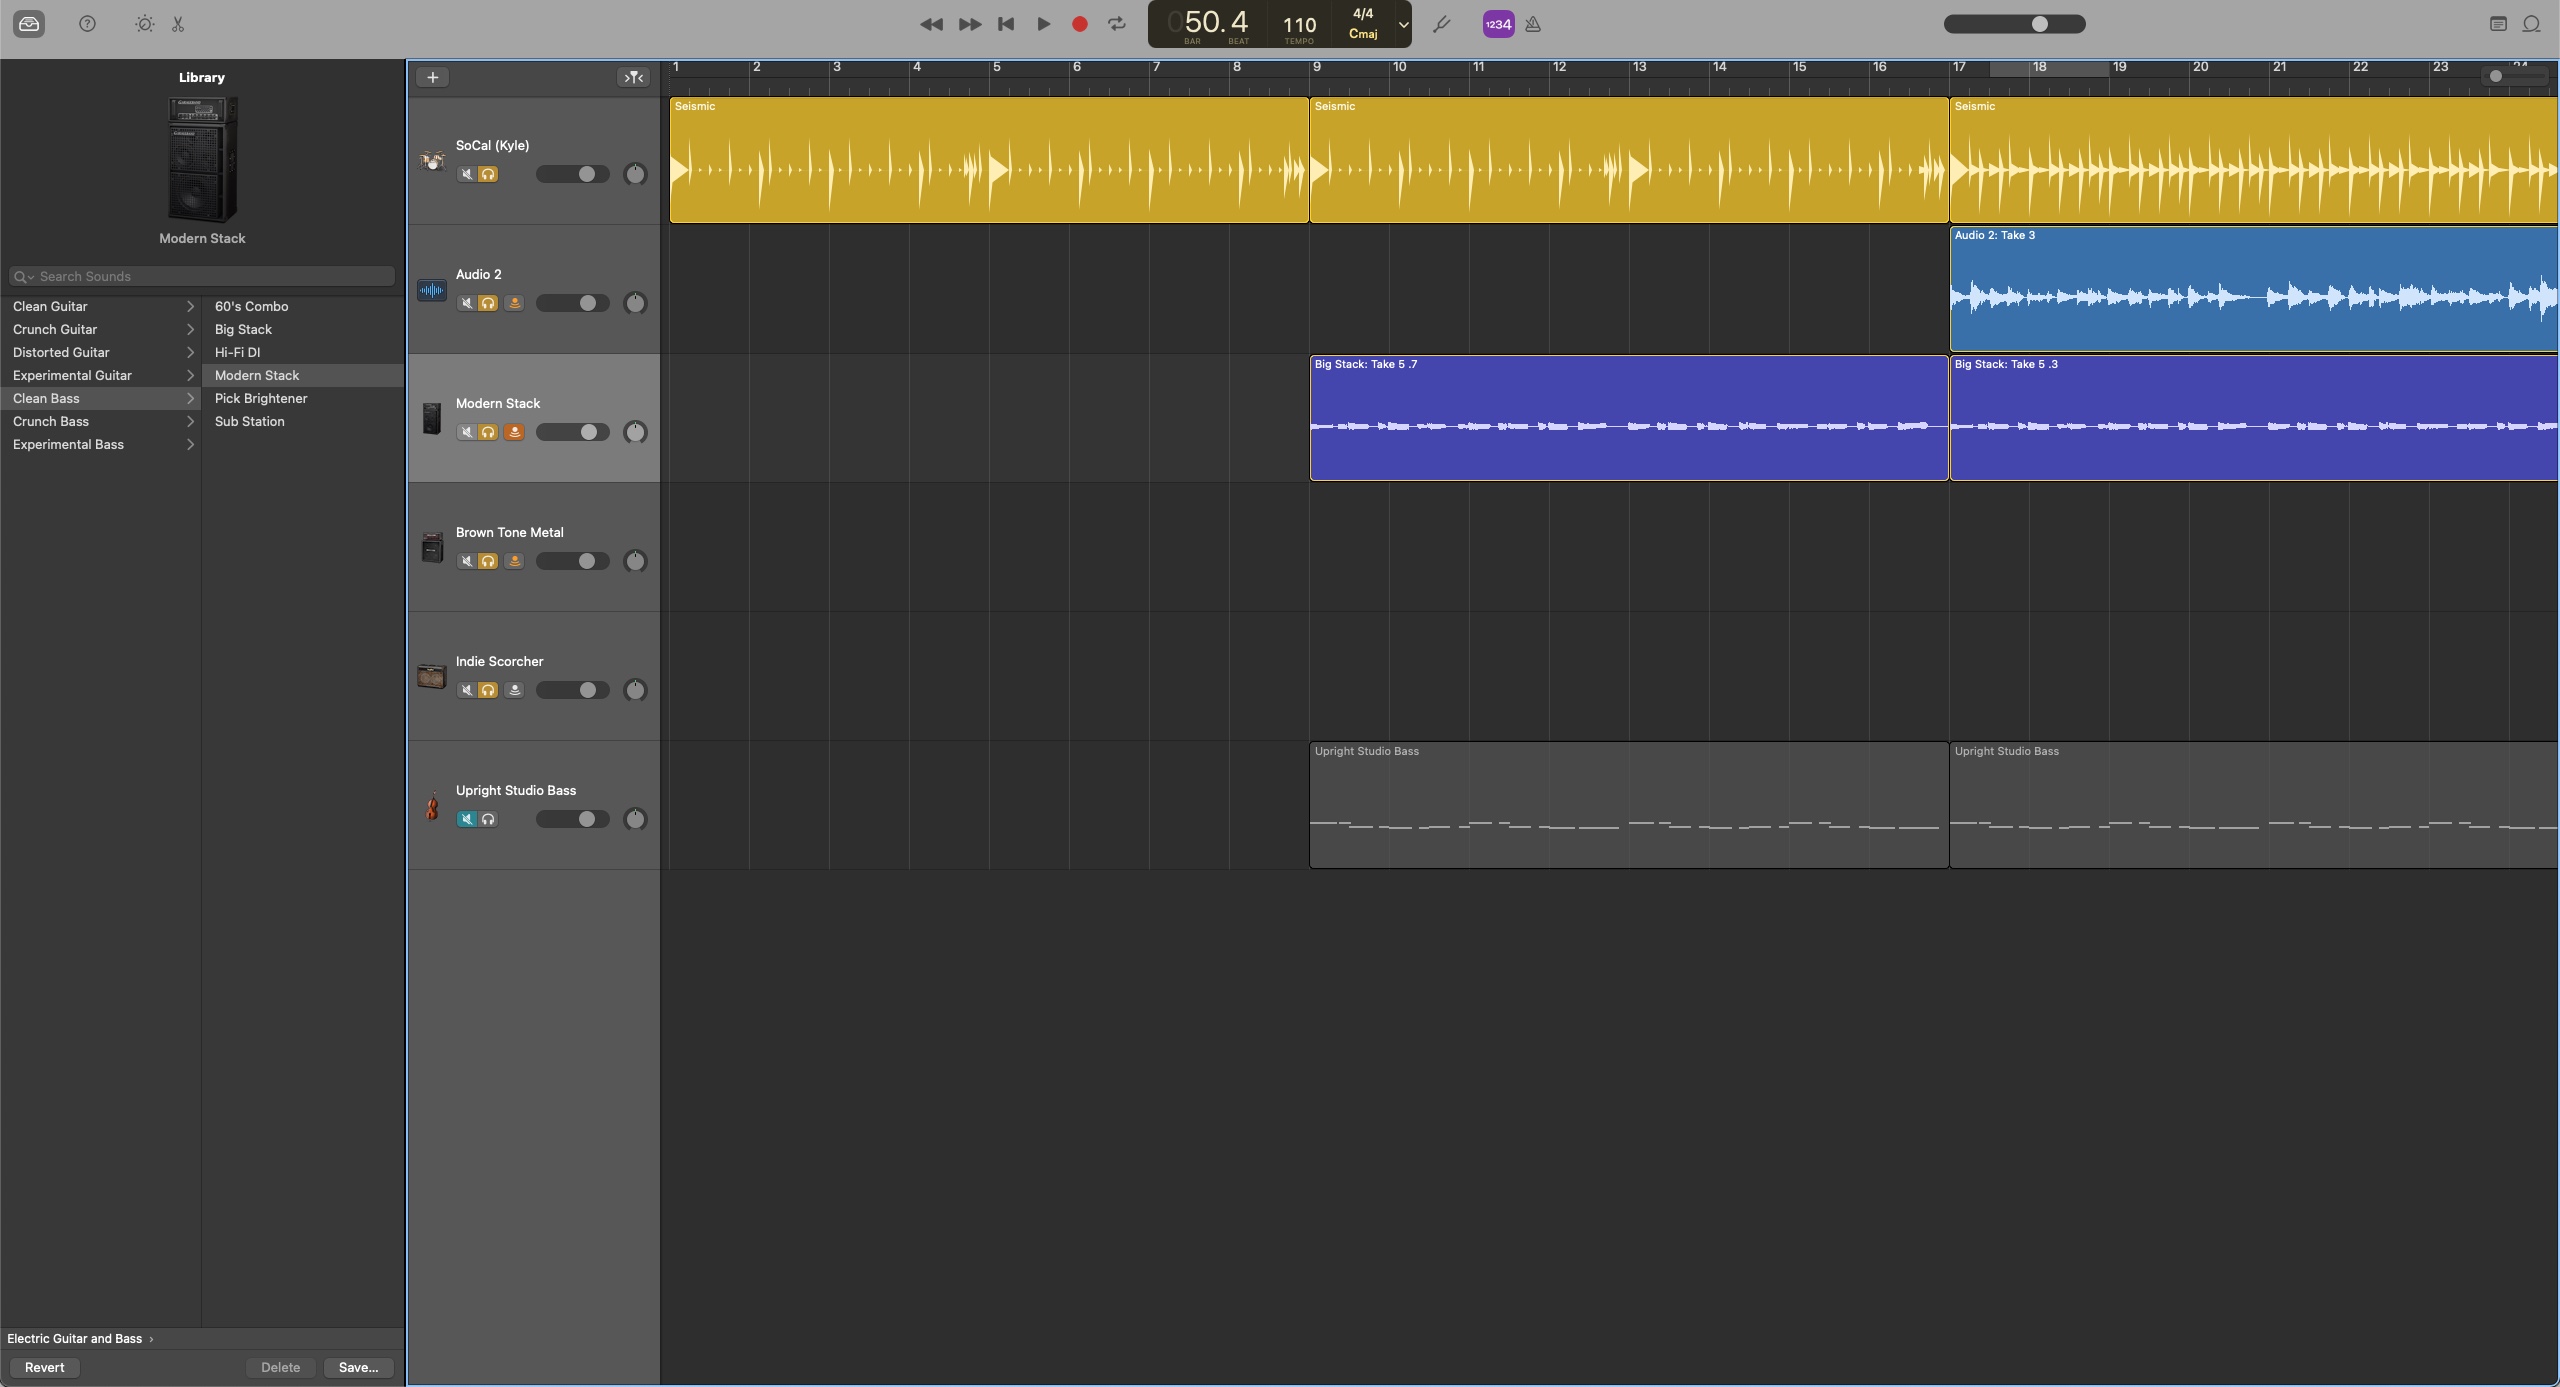 050. 4
BAR BEAT
110
TEMPO
4/4
Cmaj
1234
Library
Modern Stack
Search Sounds
Clean Guitar
Crunch Guitar
Distorted Guitar
Experimental Guitar
Clean Bass
Crunch Bass
Experimental Bass
60's Combo
Big Stack
Hi-Fi DI
Modern Stack
Pick Brightener
Sub Station
Electric Guitar and Bass
Revert
Delete
Save...
1 2 3 4 5 6 7 8 9 10 11 12 13 14 15 16 17 18 19 20 21 22 23 24
SoCal (Kyle)
Seismic
Seismic
Seismic
Audio 2
Audio 2: Take 3
Modern Stack
Big Stack: Take 5 .7
Big Stack: Take 5 .3
Brown Tone Metal
Indie Scorcher
Upright Studio Bass
Upright Studio Bass
Upright Studio Bass